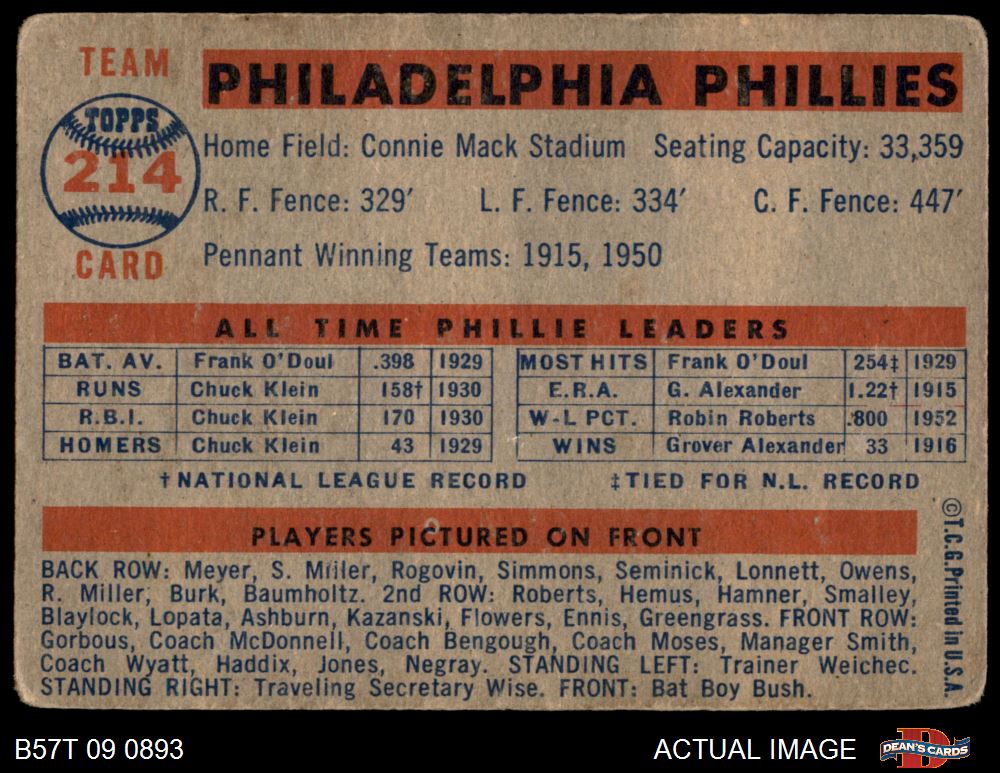 TEAM
TOPPS
214
CARD
PHILADELPHIA PHILLIES
Home Field: Connie Mack Stadium Seating Capacity: 33,359
R. F. Fence: 329′ L. F. Fence: 334′ C. F. Fence: 447′
Pennant Winning Teams: 1915, 1950
ALL TIME PHILLIE LEADERS
BAT. AV. Frank O'Doul .398 1929 MOST HITS Frank O'Doul 254‡ 1929
RUNS Chuck Klein 158† 1930 E.R.A. G. Alexander 1.22† 1915
R.B.I. Chuck Klein 170 1930 W-L PCT. Robin Roberts .800 1952
HOMERS Chuck Klein 43 1929 WINS Grover Alexander 33 1916
†NATIONAL LEAGUE RECORD ‡TIED FOR N.L. RECORD
PLAYERS PICTURED ON FRONT
BACK ROW: Meyer, S. Miller, Rogovin, Simmons, Seminick, Lonnett, Owens,
R. Miller, Burk, Baumholtz. 2nd ROW: Roberts, Hemus, Hamner, Smalley,
Blaylock, Lopata, Ashburn, Kazanski, Flowers, Ennis, Greengrass. FRONT ROW:
Gorbous, Coach McDonnell, Coach Bengough, Coach Moses, Manager Smith,
Coach Wyatt, Haddix, Jones, Negray. STANDING LEFT: Trainer Weichec.
STANDING RIGHT: Traveling Secretary Wise. FRONT: Bat Boy Bush.
©T.C.G. Printed in U.S.A.
B57T 09 0893 ACTUAL IMAGE
DEAN'S CARDS